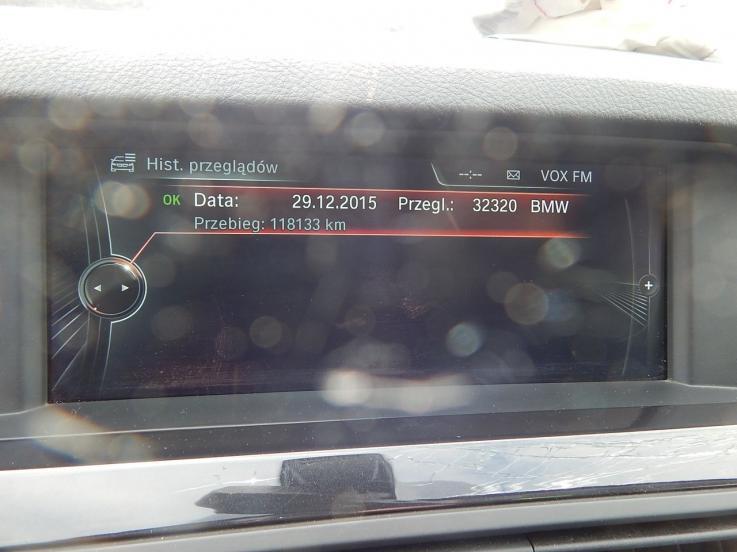 Hist. przeglądów --:-- VOX FM
OK Data: 29.12.2015 Przegl.: 32320 BMW
Przebieg: 118133 km